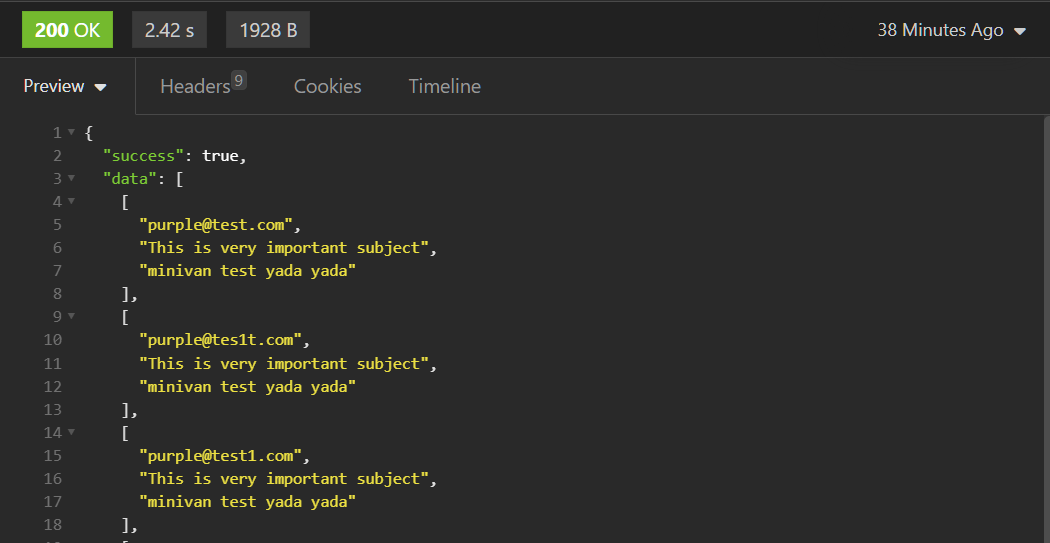 200 OK 2.42 s 1928 B 38 Minutes Ago
Preview Headers 9 Cookies Timeline
1 {
2 "success": true,
3 "data": [
4 [
5 "purple@test.com",
6 "This is very important subject",
7 "minivan test yada yada"
8 ],
9 [
10 "purple@tes1t.com",
11 "This is very important subject",
12 "minivan test yada yada"
13 ],
14 [
15 "purple@test1.com",
16 "This is very important subject",
17 "minivan test yada yada"
18 ],